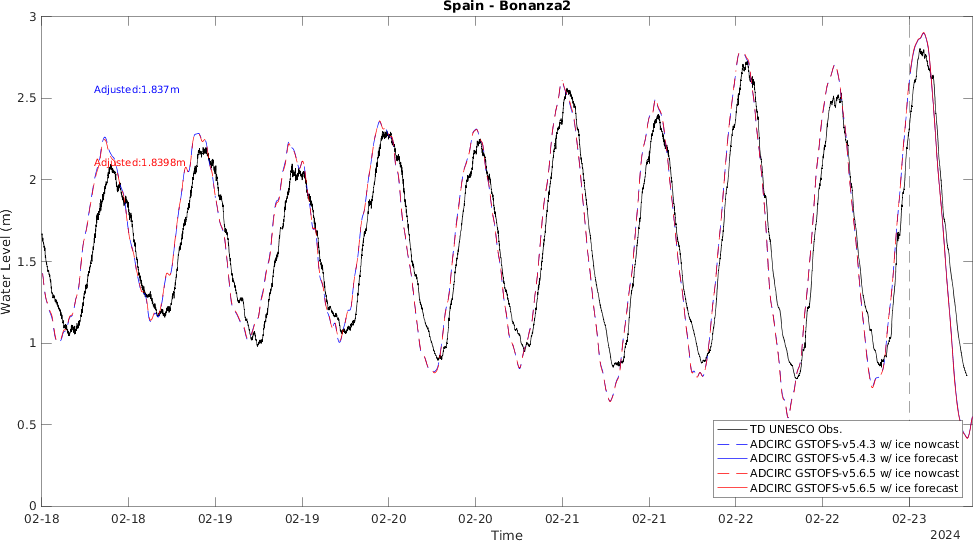 Spain - Bonanza2
3
2.5
2
1.5
1
0.5
0
Water Level (m)
Adjusted:1.837m
Adjusted:1.8398m
TD UNESCO Obs.
ADCIRC GSTOFS-v5.4.3 w/ ice nowcast
ADCIRC GSTOFS-v5.4.3 w/ ice forecast
ADCIRC GSTOFS-v5.6.5 w/ ice nowcast
ADCIRC GSTOFS-v5.6.5 w/ ice forecast
02-18 02-18 02-19 02-19 02-20 02-20 02-21 02-21 02-22 02-22 02-23
Time
2024